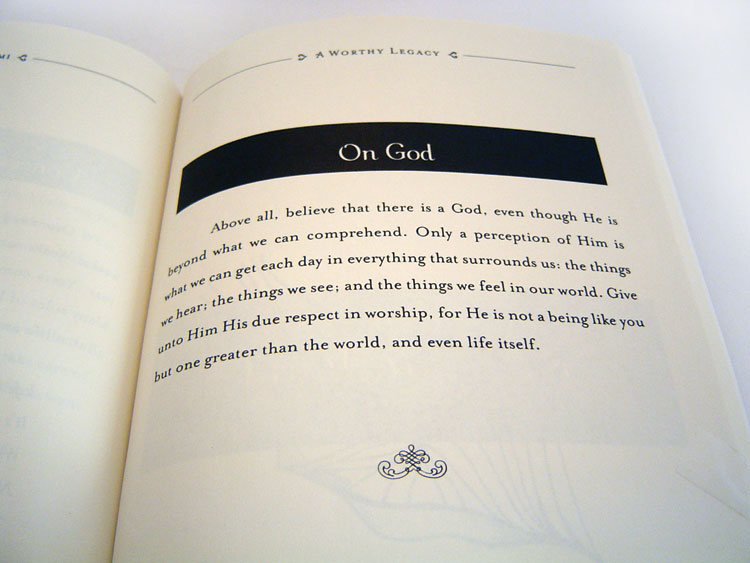 A Worthy Legacy
On God
Above all, believe that there is a God, even though He is
beyond what we can comprehend. Only a perception of Him is
what we can get each day in everything that surrounds us: the things
we hear; the things we see; and the things we feel in our world. Give
unto Him His due respect in worship, for He is not a being like you
but one greater than the world, and even life itself.